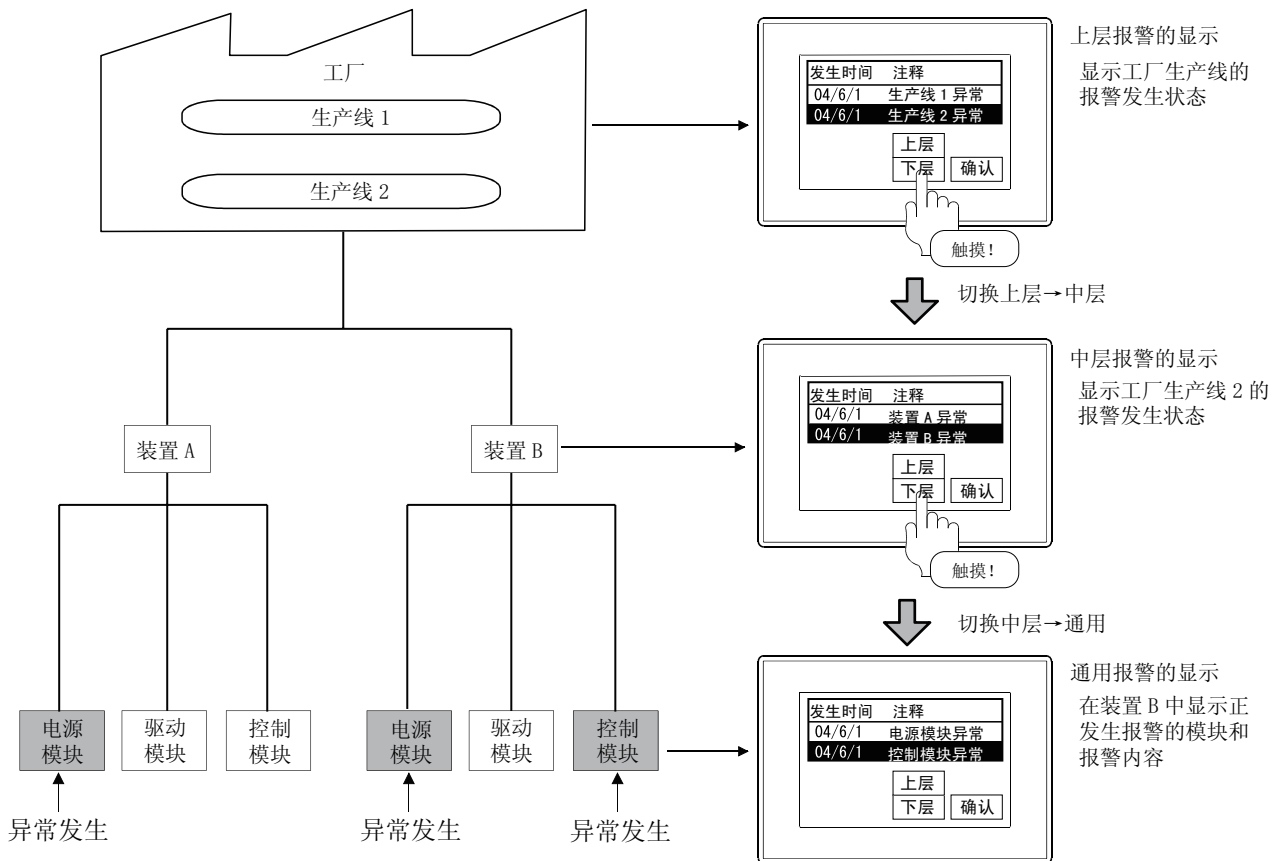 工厂
生产线 1
生产线 2
装置 A
装置 B
电源
模块
驱动
模块
控制
模块
电源
模块
驱动
模块
控制
模块
异常发生
异常发生
异常发生
发生时间 注释
04/6/1 生产线 1 异常
04/6/1 生产线 2 异常
上层
下层 确认
触摸!
上层报警的显示
显示工厂生产线的
报警发生状态
切换上层→中层
发生时间 注释
04/6/1 装置 A 异常
04/6/1 装置 B 异常
上层
下层 确认
触摸!
中层报警的显示
显示工厂生产线 2 的
报警发生状态
切换中层→通用
发生时间 注释
04/6/1 电源模块异常
04/6/1 控制模块异常
上层
下层 确认
通用报警的显示
在装置 B 中显示正
发生报警的模块和
报警内容